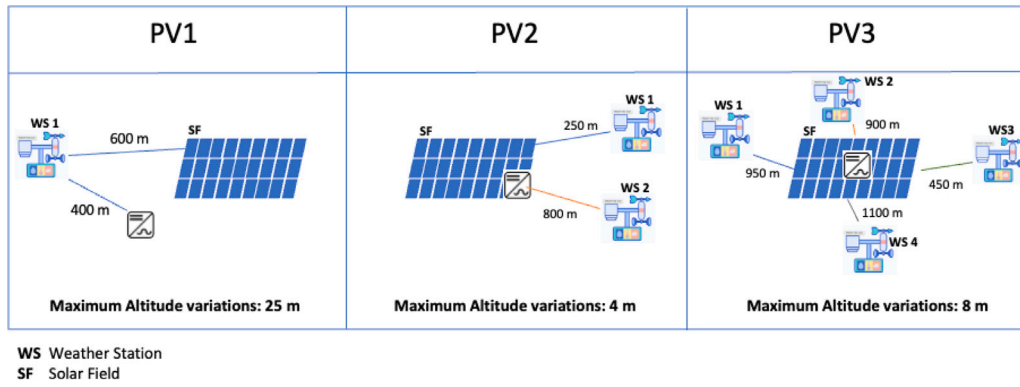 PV1
PV2
PV3
WS 1
SF
600 m
400 m
Maximum Altitude variations: 25 m
SF
WS 1
250 m
WS 2
800 m
Maximum Altitude variations: 4 m
WS 2
WS 1
SF
900 m
WS3
950 m
450 m
1100 m
WS 4
Maximum Altitude variations: 8 m
WS Weather Station
SF Solar Field